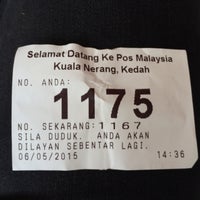 Selamat Datang Ke Pos Malaysia
Kuala Nerang, Kedah
NO. ANDA:
1175
NO. SEKARANG:1167
SILA DUDUK. ANDA AKAN
DILAYAN SEBENTAR LAGI.
06/05/2015 14:36